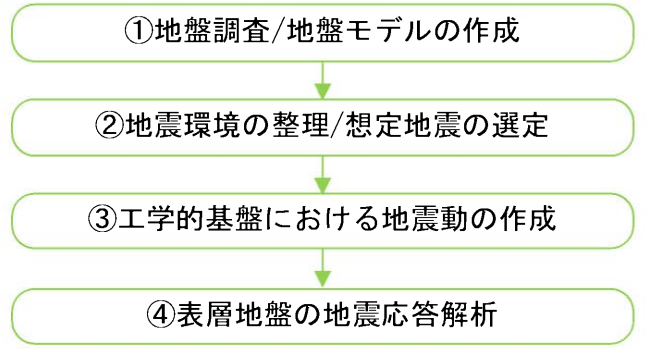 ①地盤調査/地盤モデルの作成
②地震環境の整理/想定地震の選定
③工学的基盤における地震動の作成
④表層地盤の地震応答解析